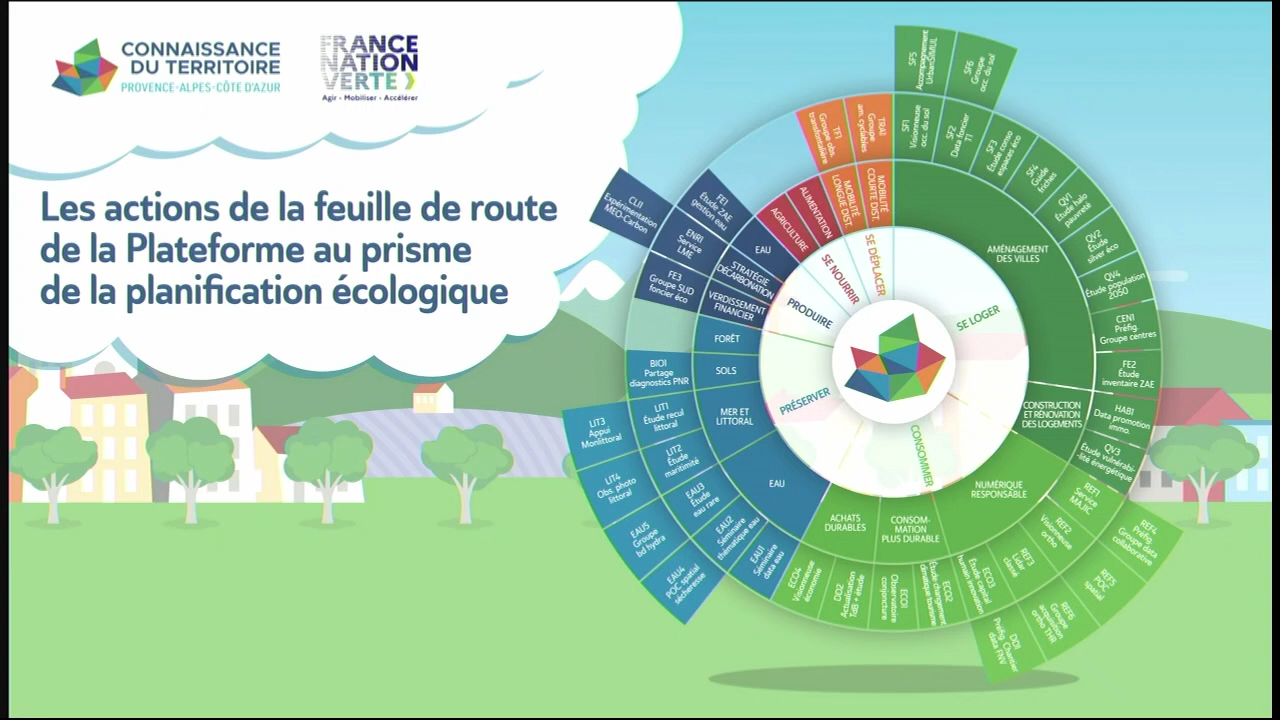 CONNAISSANCE
DU TERRITOIRE
PROVENCE-ALPES-CÔTE D'AZUR
FRANCE
NATION
VERTE
Agir • Mobiliser • Accélérer
Les actions de la feuille de route
de la Plateforme au prisme
de la planification écologique
SE LOGER
AMÉNAGEMENT
DES VILLES
SF5
Accompagnement
UrbanSIMUL
SF6
Groupe
occ. du sol
SF1
Visionneuse
occ. du sol
SF2
Data foncier
TI
SF3
Étude conso
espaces éco
SF4
Guide
friches
QV1
Étude halo
pauvreté
QV2
Étude
silver éco
QV4
Étude population
2050
CEN1
Préfig.
Groupe centres
FE2
Étude
inventaire ZAE
CONSTRUCTION
ET RÉNOVATION
DES LOGEMENTS
HAB1
Data promotion
immo.
QV3
Étude vulnérabi-
-lité énergétique
CONSOMMER
NUMÉRIQUE
RESPONSABLE
REF1
Service
MAJIC
REF2
Visionneuse
ortho
REF3
Lidar
classé
ECO3
Étude capital
humain innovation
REF4
Préfig.
Groupe data
collaborative
REF5
POC
spatial
REF6
Groupe
acquisition
ortho THR
DD1
Préfig. Chantier
data FNV
CONSOM-
MATION
PLUS DURABLE
ECO2
Étude changement
climatique tourisme
ECO1
Observatoire
conjoncture
ACHATS
DURABLES
DD2
Actualisation
TdB + étude
ECO4
Visionneuse
économie
PRÉSERVER
EAU
EAU1
Séminaire
data eau
EAU2
Séminaire
thématique eau
EAU3
Étude
eau rare
EAU4
POC spatial
sécheresse
EAU5
Groupe
bd hydra
MER ET
LITTORAL
LIT2
Étude
maritimité
LIT1
Étude recul
littoral
LIT4
Obs. photo
littoral
LIT3
Appui
Monlittoral
SOLS
BIO1
Partage
diagnostics PNR
FORÊT
PRODUIRE
VERDISSEMENT
FINANCIER
FE3
Groupe SUD
foncier éco
STRATÉGIE
DÉCARBONATION
ENR1
Service
LME
CLI1
Expérimentation
MEO-Carbon
EAU
FE1
Étude ZAE
gestion eau
SE NOURRIR
AGRICULTURE
ALIMENTATION
SE DÉPLACER
MOBILITÉ
LONGUE DIST.
TF1
Groupe obs.
transfrontalière
MOBILITÉ
COURTE DIST.
TRA1
Groupe
am. cyclables